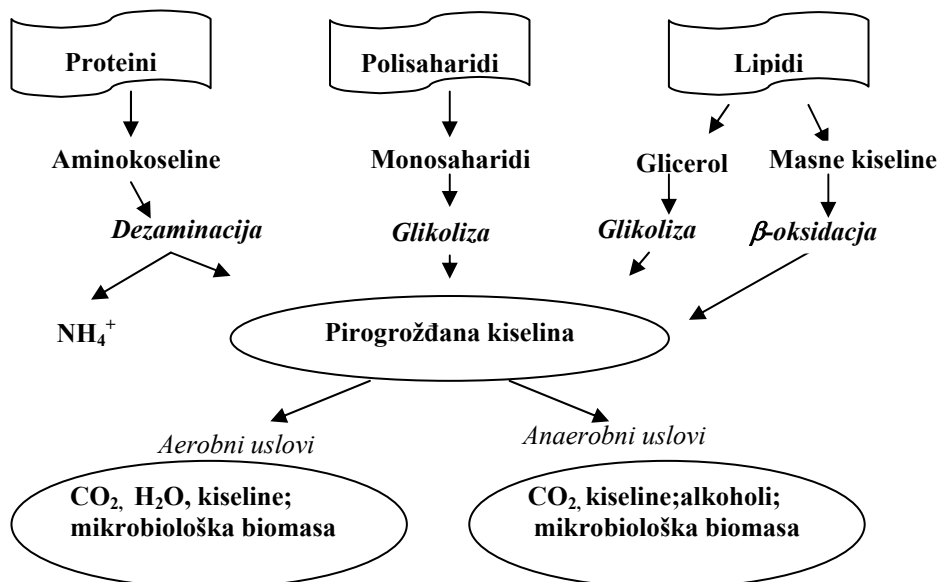 Proteini
Polisaharidi
Lipidi
Aminokoseline
Monosaharidi
Glicerol
Masne kiseline
Dezaminacija
Glikoliza
Glikoliza
β-oksidacja
NH₄⁺
Pirogrožđana kiselina
Aerobni uslovi
Anaerobni uslovi
CO₂, H₂O, kiseline;
mikrobiološka biomasa
CO₂, kiseline;alkoholi;
mikrobiološka biomasa